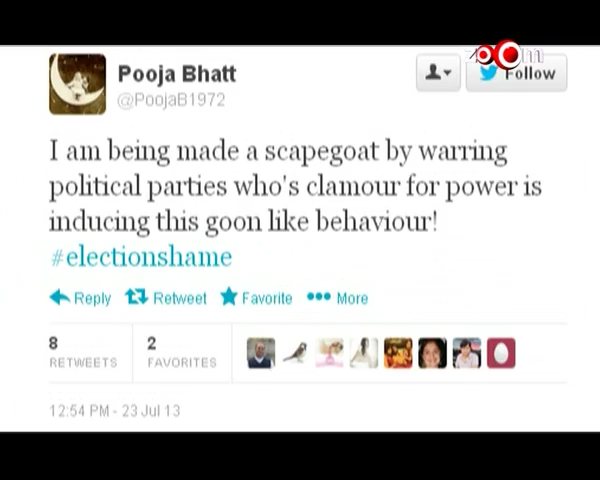 zoom
Pooja Bhatt
@PoojaB1972
Follow
I am being made a scapegoat by warring
political parties who's clamour for power is
inducing this goon like behaviour!
#electionshame
Reply Retweet Favorite More
8 2
RETWEETS FAVORITES
12:54 PM - 23 Jul 13